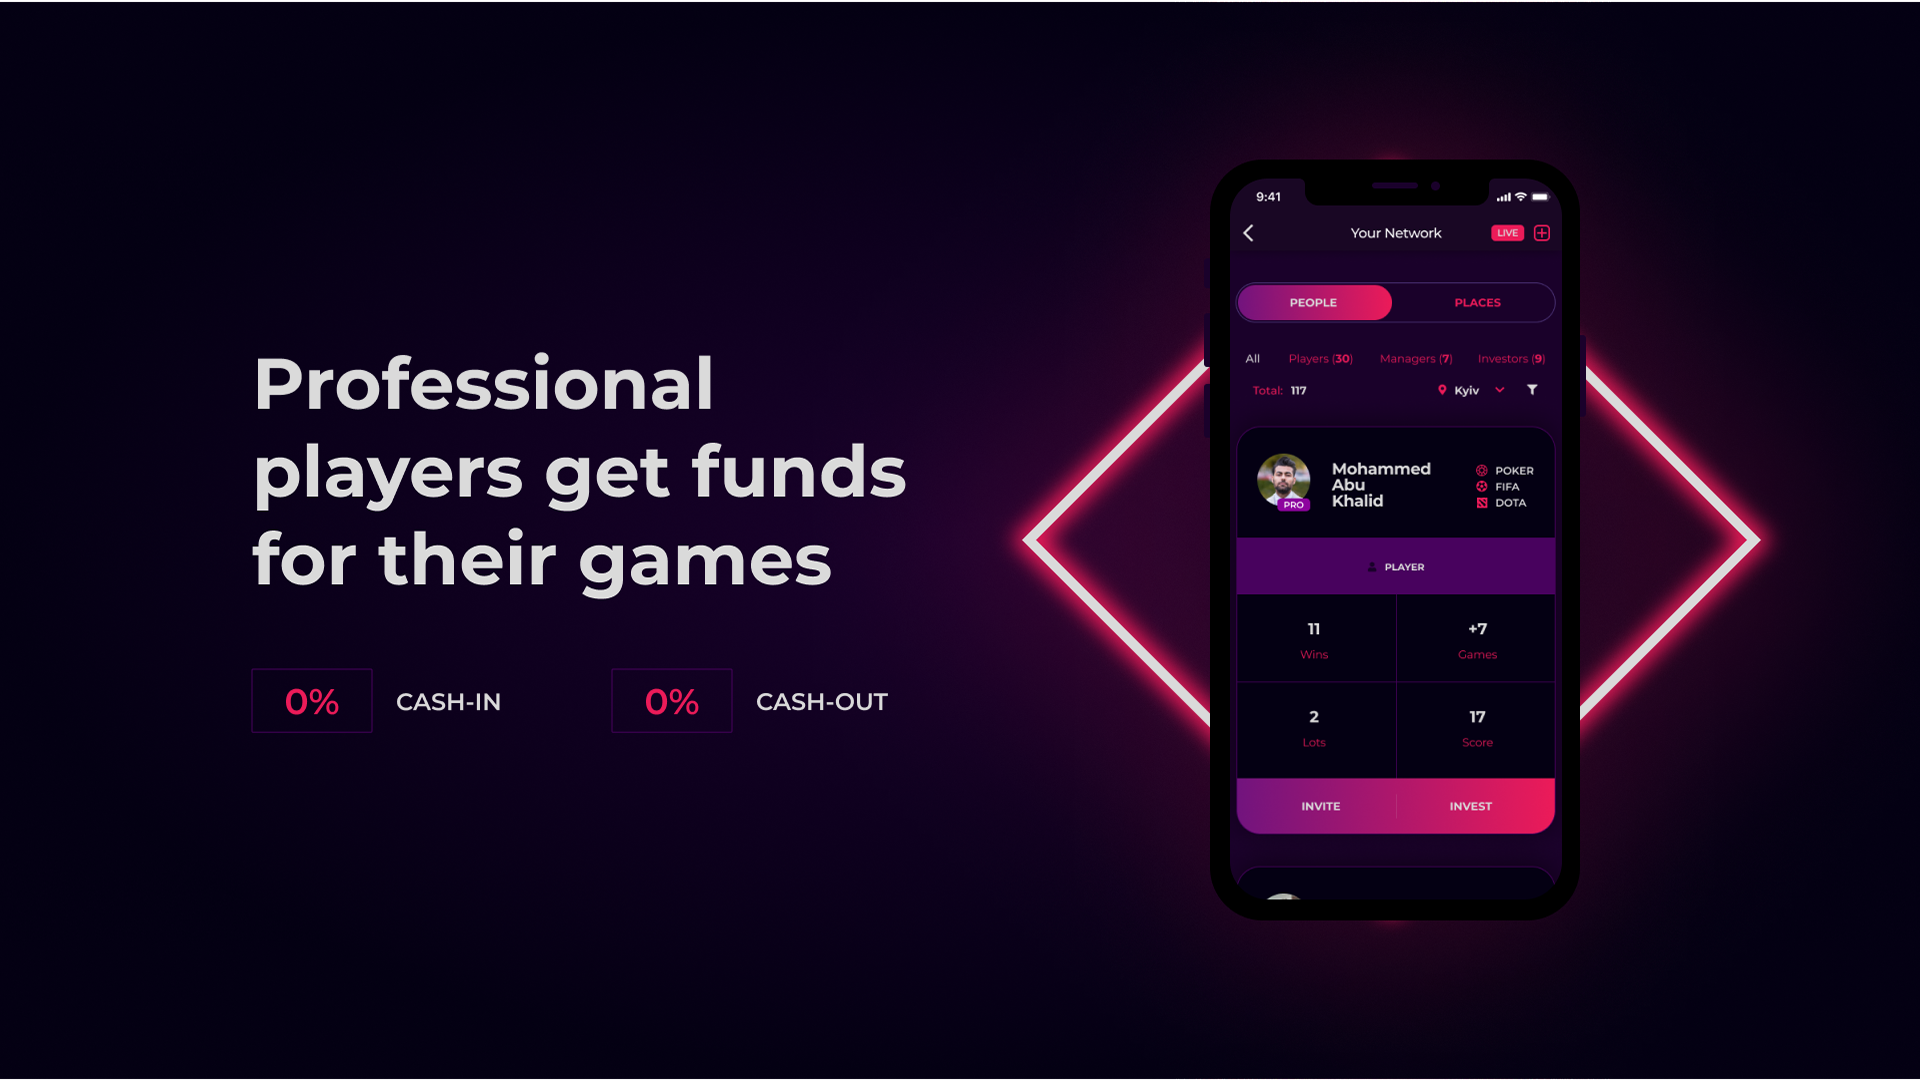 Professional
players get funds
for their games
0% CASH-IN 0% CASH-OUT
9:41
Your Network LIVE
PEOPLE PLACES
All Players (30) Managers (7) Investors (9)
Total: 117 Kyiv
Mohammed
Abu
Khalid
PRO
POKER
FIFA
DOTA
PLAYER
11 +7
Wins Games
2 17
Lots Score
INVITE INVEST